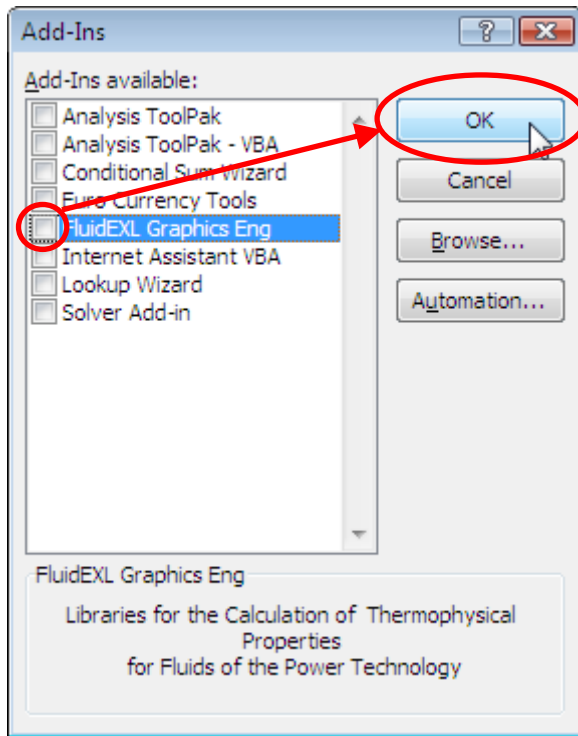 Add-Ins
Add-Ins available:
Analysis ToolPak
Analysis ToolPak - VBA
Conditional Sum Wizard
Euro Currency Tools
FluidEXL Graphics Eng
Internet Assistant VBA
Lookup Wizard
Solver Add-in
OK
Cancel
Browse...
Automation...
FluidEXL Graphics Eng
Libraries for the Calculation of Thermophysical
Properties
for Fluids of the Power Technology